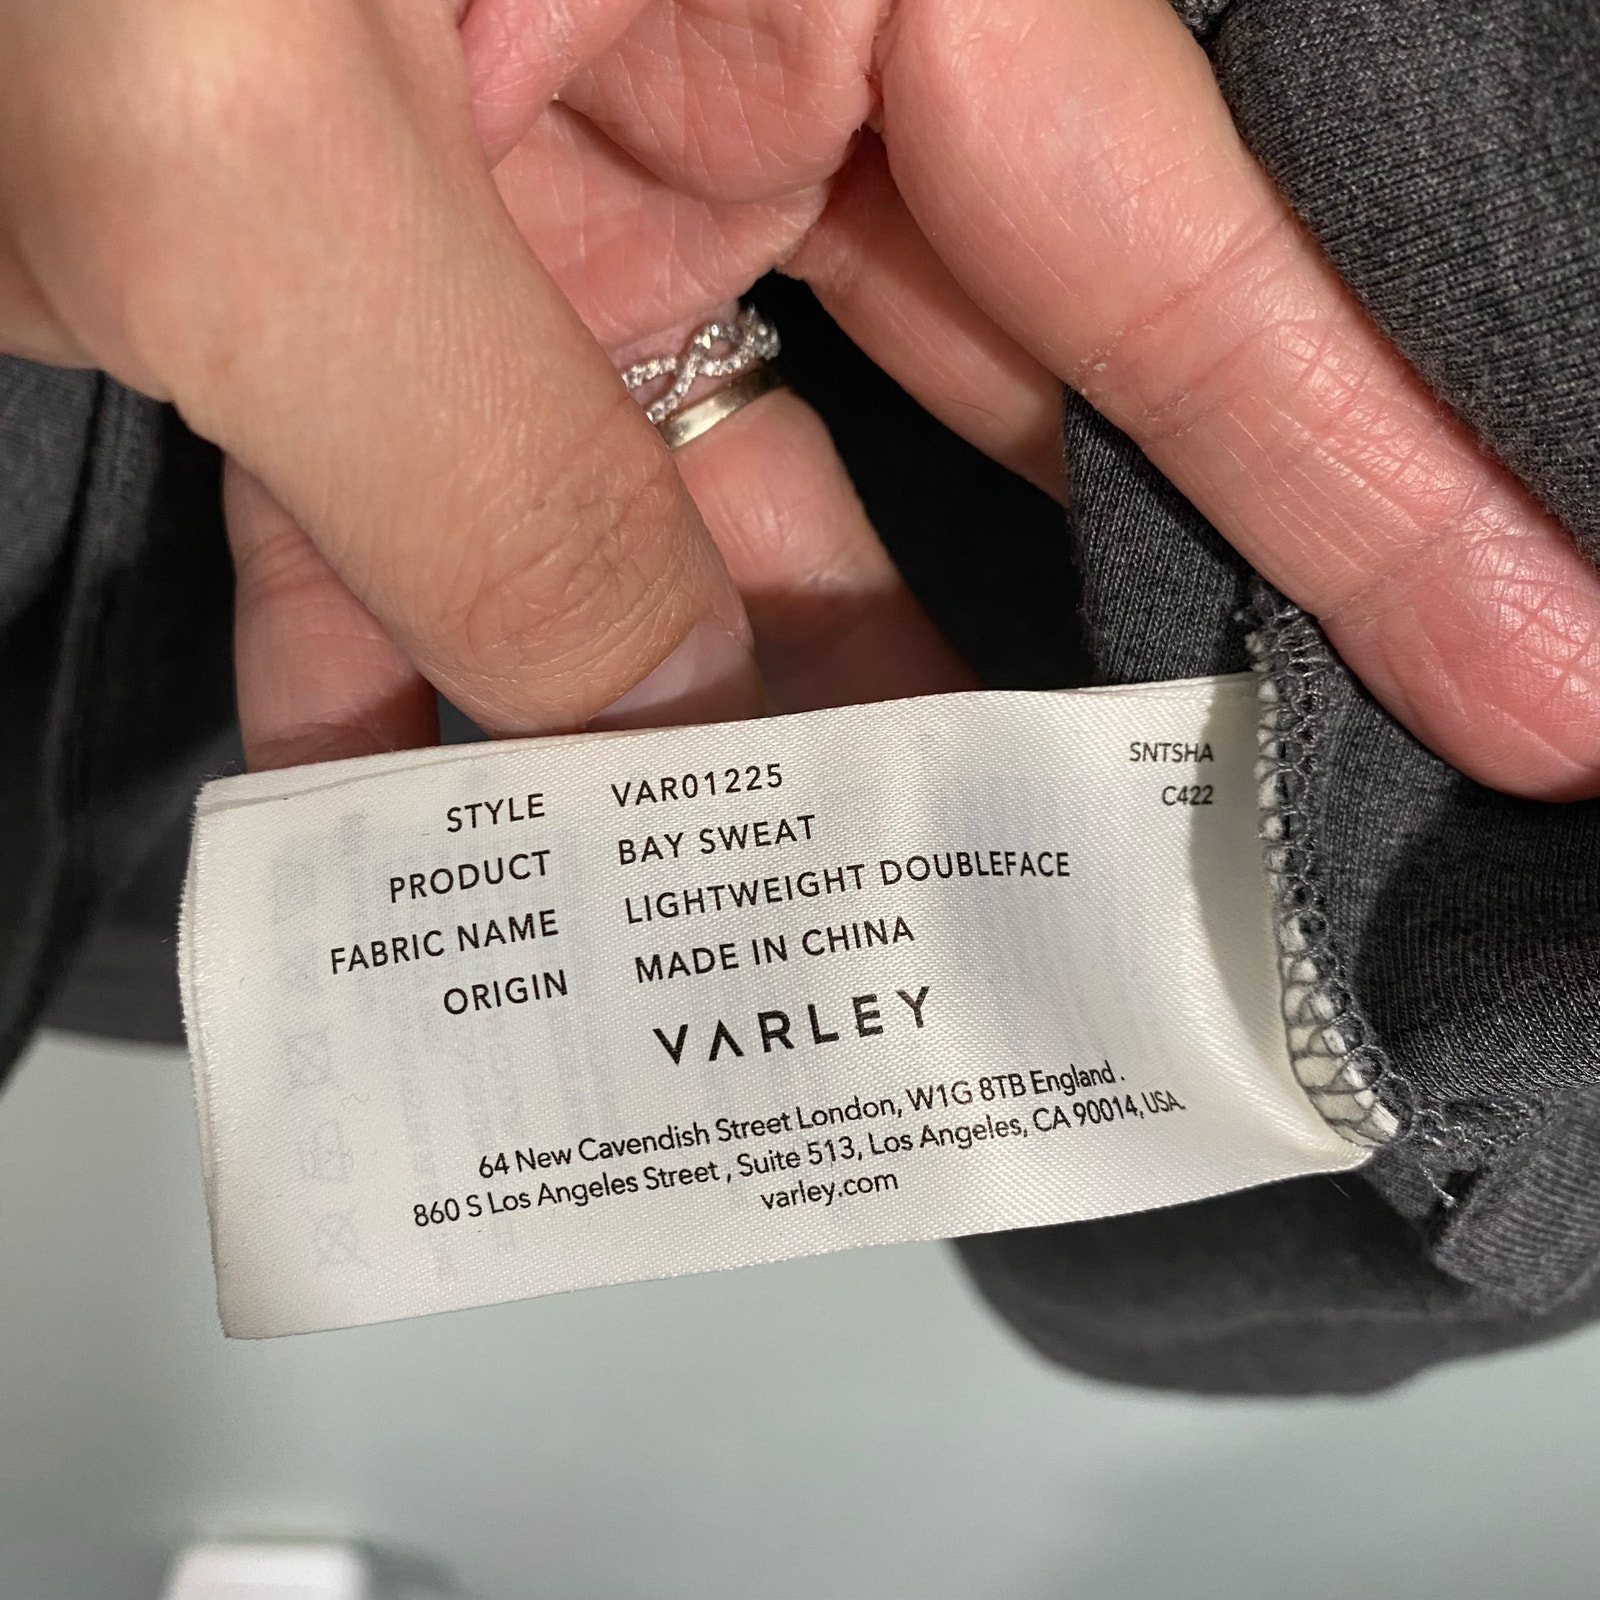 SNTSHA
C422
STYLE VAR01225
PRODUCT BAY SWEAT
FABRIC NAME LIGHTWEIGHT DOUBLEFACE
ORIGIN MADE IN CHINA
VARLEY
64 New Cavendish Street London, W1G 8TB England.
860 S Los Angeles Street, Suite 513, Los Angeles, CA 90014, USA.
varley.com